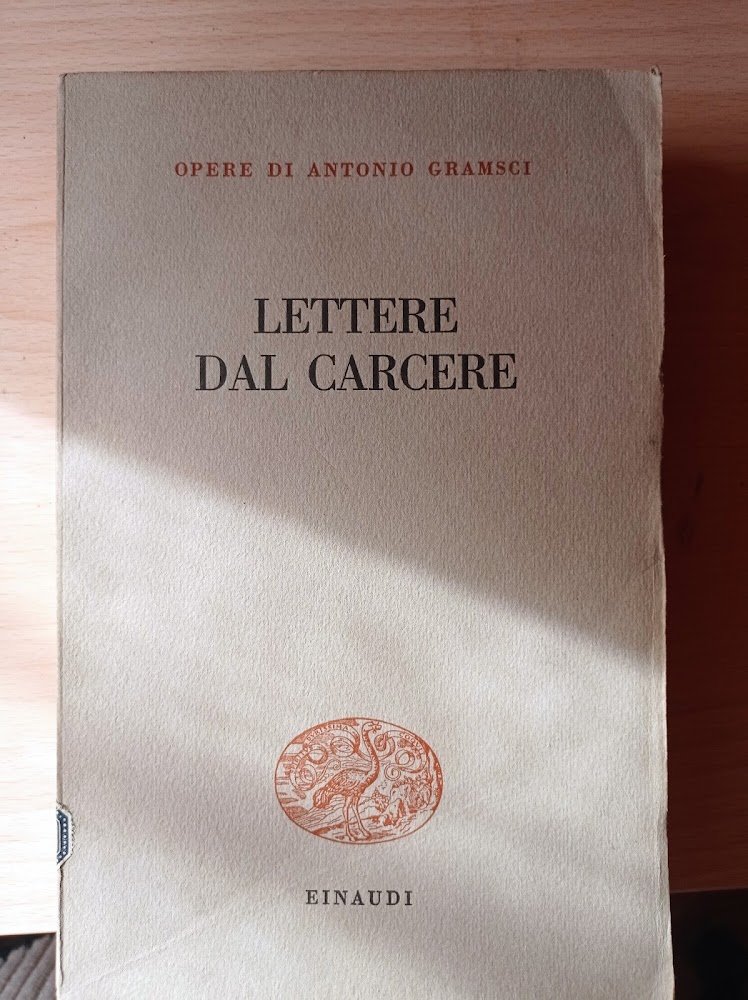 OPERE DI ANTONIO GRAMSCI
LETTERE
DAL CARCERE
EINAUDI